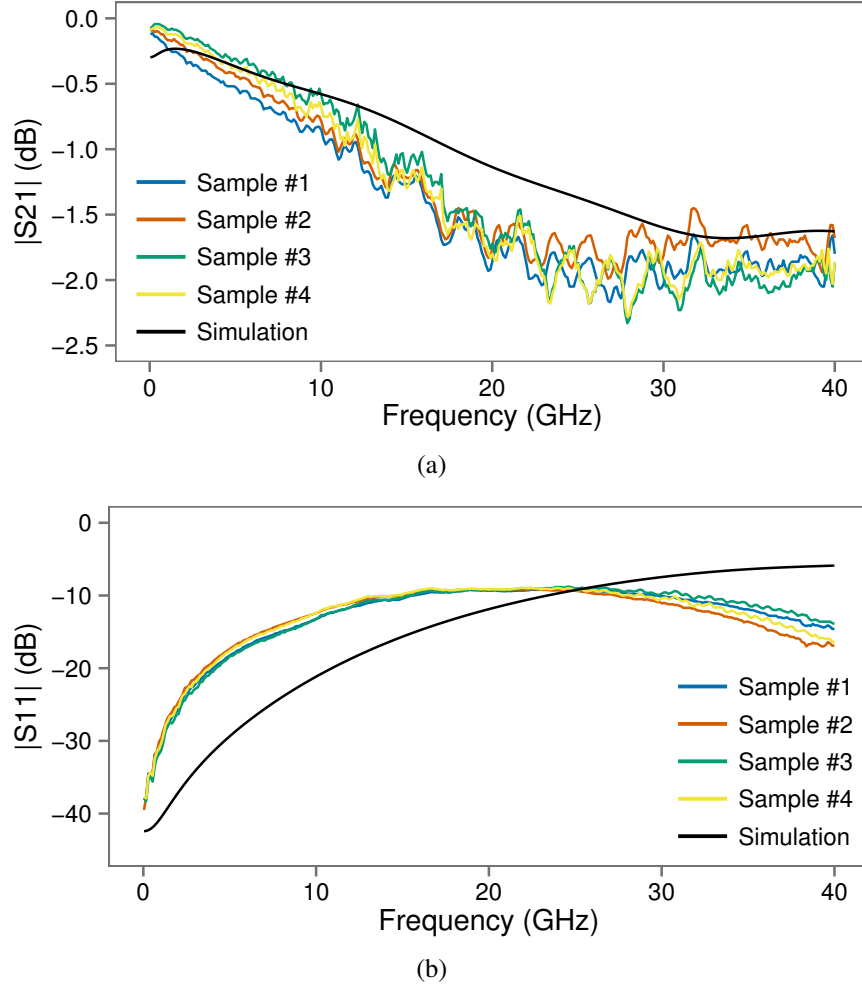 0.0
−0.5
−1.0
−1.5
−2.0
−2.5
|S21| (dB)
Sample #1
Sample #2
Sample #3
Sample #4
Simulation
0 10 20 30 40
Frequency (GHz)
(a)
0
−10
−20
−30
−40
|S11| (dB)
Sample #1
Sample #2
Sample #3
Sample #4
Simulation
0 10 20 30 40
Frequency (GHz)
(b)